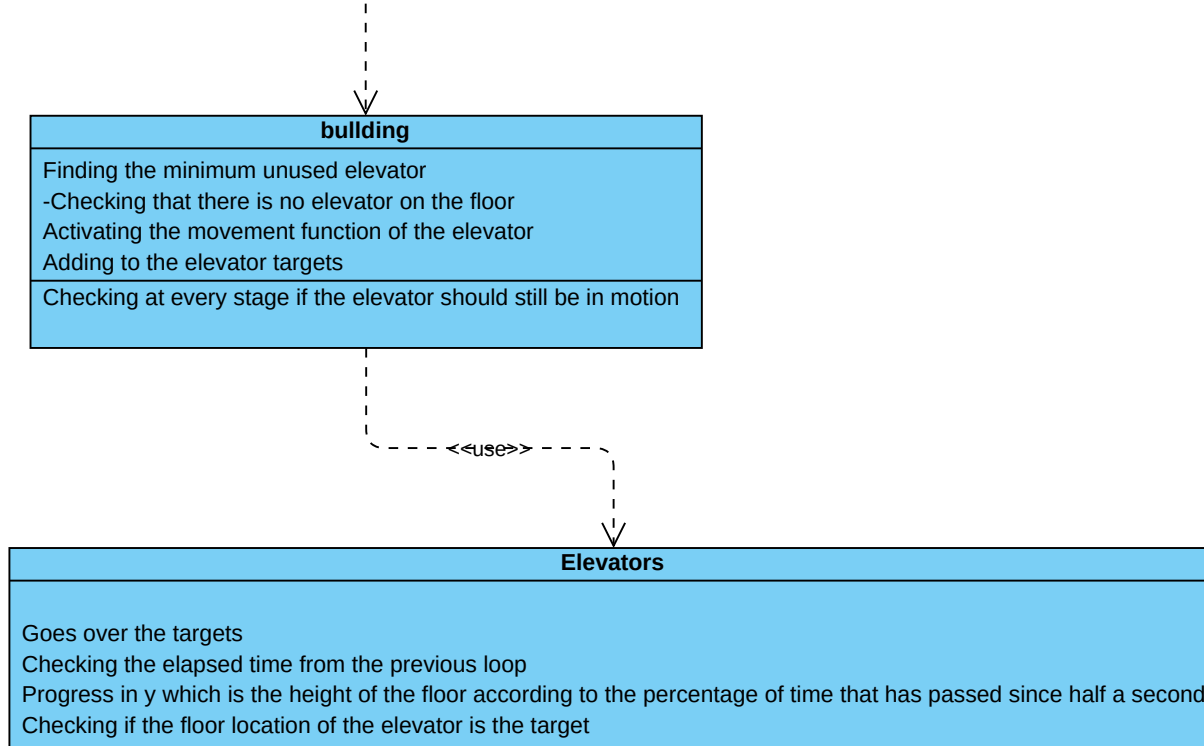 bullding
Finding the minimum unused elevator
-Checking that there is no elevator on the floor
Activating the movement function of the elevator
Adding to the elevator targets
Checking at every stage if the elevator should still be in motion
<<use>>
Elevators
Goes over the targets
Checking the elapsed time from the previous loop
Progress in y which is the height of the floor according to the percentage of time that has passed since half a second
Checking if the floor location of the elevator is the target